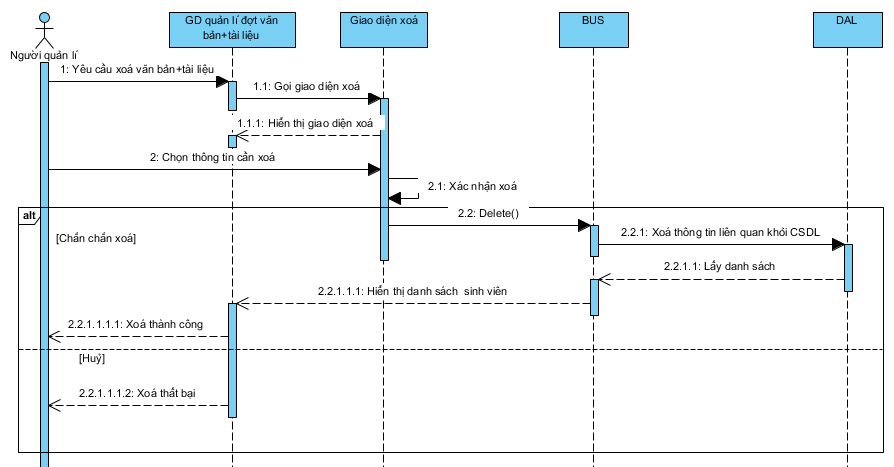 GD quản lí đợt văn
bản+tài liệu
Giao diện xoá
BUS
DAL
Người quản lí
1: Yêu cầu xoá văn bản+tài liệu
1.1: Gọi giao diện xoá
1.1.1: Hiển thị giao diện xoá
2: Chọn thông tin cần xoá
2.1: Xác nhận xoá
alt
2.2: Delete()
[Chắn chắn xoá]
2.2.1: Xoá thông tin liên quan khỏi CSDL
2.2.1.1: Lấy danh sách
2.2.1.1.1: Hiển thị danh sách sinh viên
2.2.1.1.1.1: Xoá thành công
[Huỷ]
2.2.1.1.1.2: Xoá thất bại